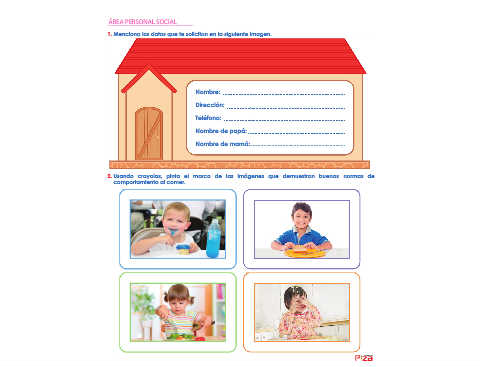 ÁREA PERSONAL SOCIAL
1. Menciona los datos que te solicitan en la siguiente imagen.
Nombre:
Dirección:
Teléfono:
Nombre de papá:
Nombre de mamá:
2. Usando crayolas, pinta el marco de las imágenes que demuestran buenas normas de
comportamiento al comer.